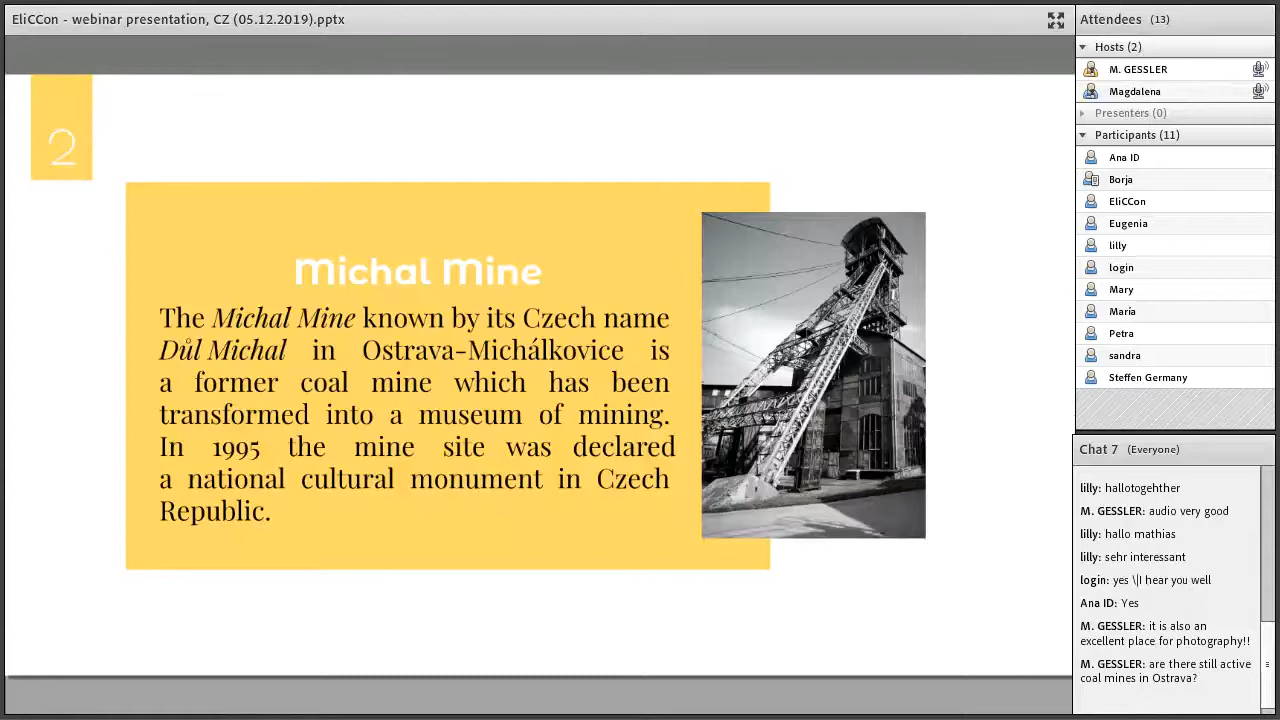 EliCCon - webinar presentation, CZ (05.12.2019).pptx
2
Michal Mine
The Michal Mine known by its Czech name
Důl Michal in Ostrava-Michálkovice is
a former coal mine which has been
transformed into a museum of mining.
In 1995 the mine site was declared
a national cultural monument in Czech
Republic.
Attendees (13)
Hosts (2)
M. GESSLER
Magdalena
Presenters (0)
Participants (11)
Ana ID
Borja
EliCCon
Eugenia
lilly
login
Mary
María
Petra
sandra
Steffen Germany
Chat 7 (Everyone)
lilly: hallotogehther
M. GESSLER: audio very good
lilly: hallo mathias
lilly: sehr interessant
login: yes \|I hear you well
Ana ID: Yes
M. GESSLER: it is also an
excellent place for photography!!
M. GESSLER: are there still active
coal mines in Ostrava?